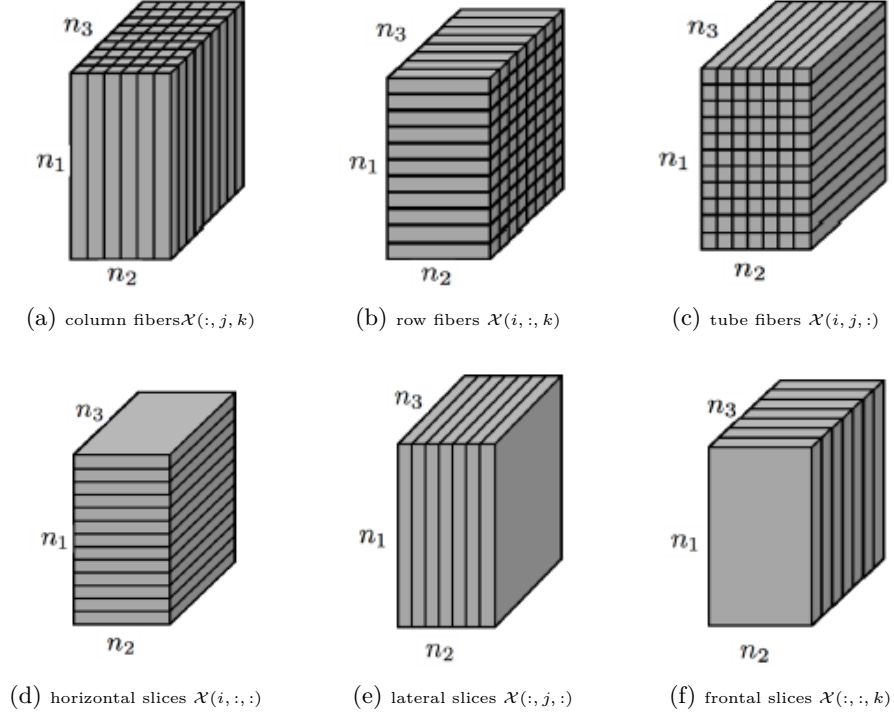 n₃ n₃ n₃
n₁ n₁ n₁
n₂ n₂ n₂
(a) column fibers𝒳(:, j, k) (b) row fibers 𝒳(i, :, k) (c) tube fibers 𝒳(i, j, :)
n₃ n₃ n₃
n₁ n₁ n₁
n₂ n₂ n₂
(d) horizontal slices 𝒳(i, :, :) (e) lateral slices 𝒳(:, j, :) (f) frontal slices 𝒳(:, :, k)